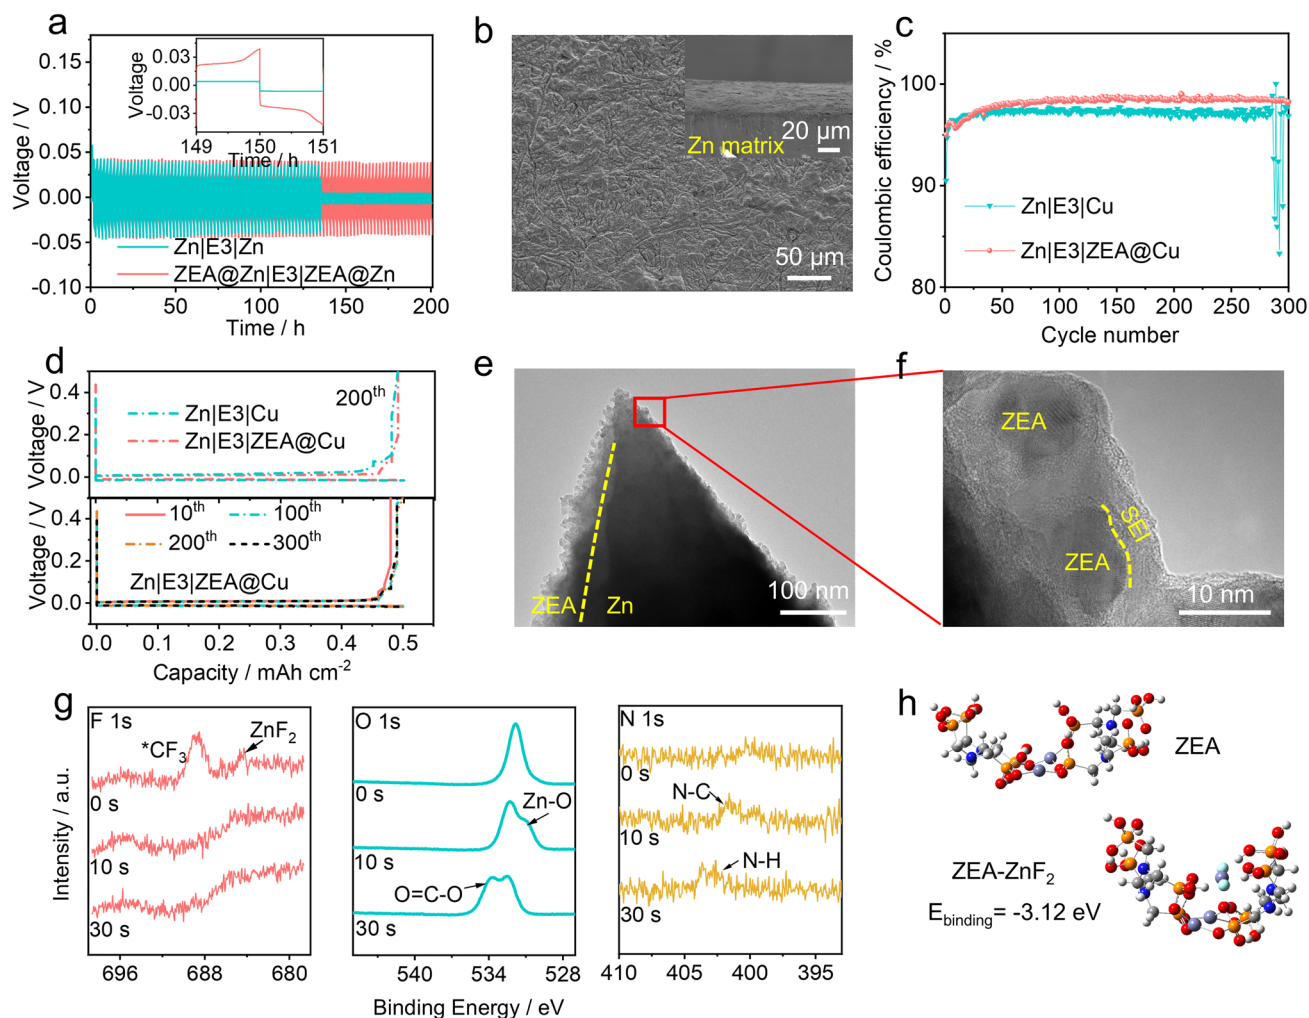 a
Voltage / V
0.15
0.10
0.05
0.00
-0.05
-0.10
0 50 100 150 200
Time / h
Voltage
0.03
0.00
-0.03
149 150 151
Time / h
Zn|E3|Zn
ZEA@Zn|E3|ZEA@Zn
b
20 µm
Zn matrix
50 µm
c
Coulombic efficiency / %
100
90
80
0 50 100 150 200 250 300
Cycle number
Zn|E3|Cu
Zn|E3|ZEA@Cu
d
Voltage / V
0.4
0.2
0.0
200th
Zn|E3|Cu
Zn|E3|ZEA@Cu
Voltage / V
0.4
0.2
0.0
10th 100th
200th 300th
Zn|E3|ZEA@Cu
0.0 0.1 0.2 0.3 0.4 0.5
Capacity / mAh cm-2
e
ZEA Zn
100 nm
f
ZEA
SEI
ZEA
10 nm
g
Intensity / a.u.
F 1s
*CF3
ZnF2
0 s
10 s
30 s
696 688 680
O 1s
0 s
Zn-O
10 s
O=C-O
30 s
540 534 528
N 1s
0 s
N-C
10 s
N-H
30 s
410 405 400 395
Binding Energy / eV
h
ZEA
ZEA-ZnF2
Ebinding= -3.12 eV